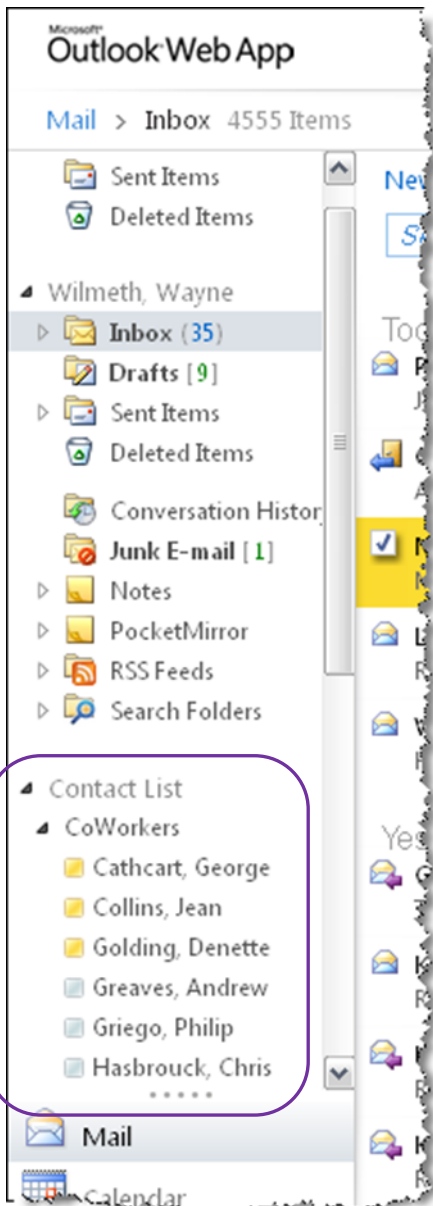 Microsoft®
Outlook Web App
Mail > Inbox 4555 Items
Sent Items
Deleted Items
Wilmeth, Wayne
Inbox (35)
Drafts [9]
Sent Items
Deleted Items
Conversation Histor
Junk E-mail [1]
Notes
PocketMirror
RSS Feeds
Search Folders
Contact List
CoWorkers
Cathcart, George
Collins, Jean
Golding, Denette
Greaves, Andrew
Griego, Philip
Hasbrouck, Chris
Mail
Calendar